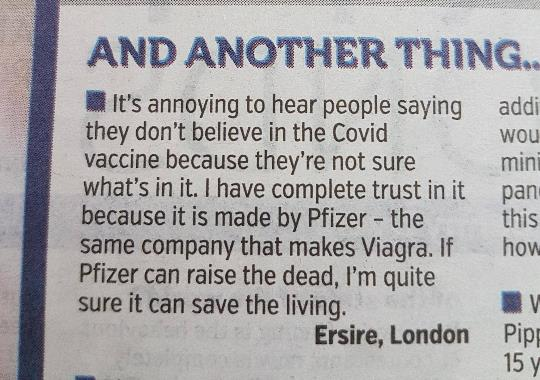 AND ANOTHER THING..
■ It's annoying to hear people saying
they don't believe in the Covid
vaccine because they're not sure
what's in it. I have complete trust in it
because it is made by Pfizer – the
same company that makes Viagra. If
Pfizer can raise the dead, I'm quite
sure it can save the living.
Ersire, London
addi
wou
mini
pan
this
how
■ W
Pipp
15 y